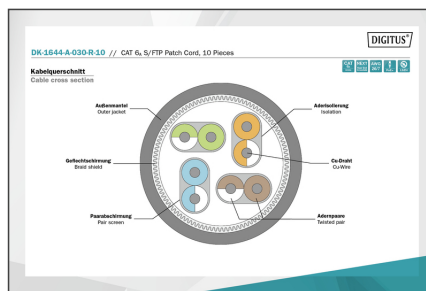 DIGITUS®
DK-1644-A-030-R-10 // CAT 6A S/FTP Patch Cord, 10 Pieces
Kabelquerschnitt
Cable cross section
Außenmantel
Outer jacket
Aderisolierung
Isolation
Geflechtschirmung
Braid shield
Cu-Draht
Cu-Wire
Paarabschirmung
Pair screen
Adernpaare
Twisted pair